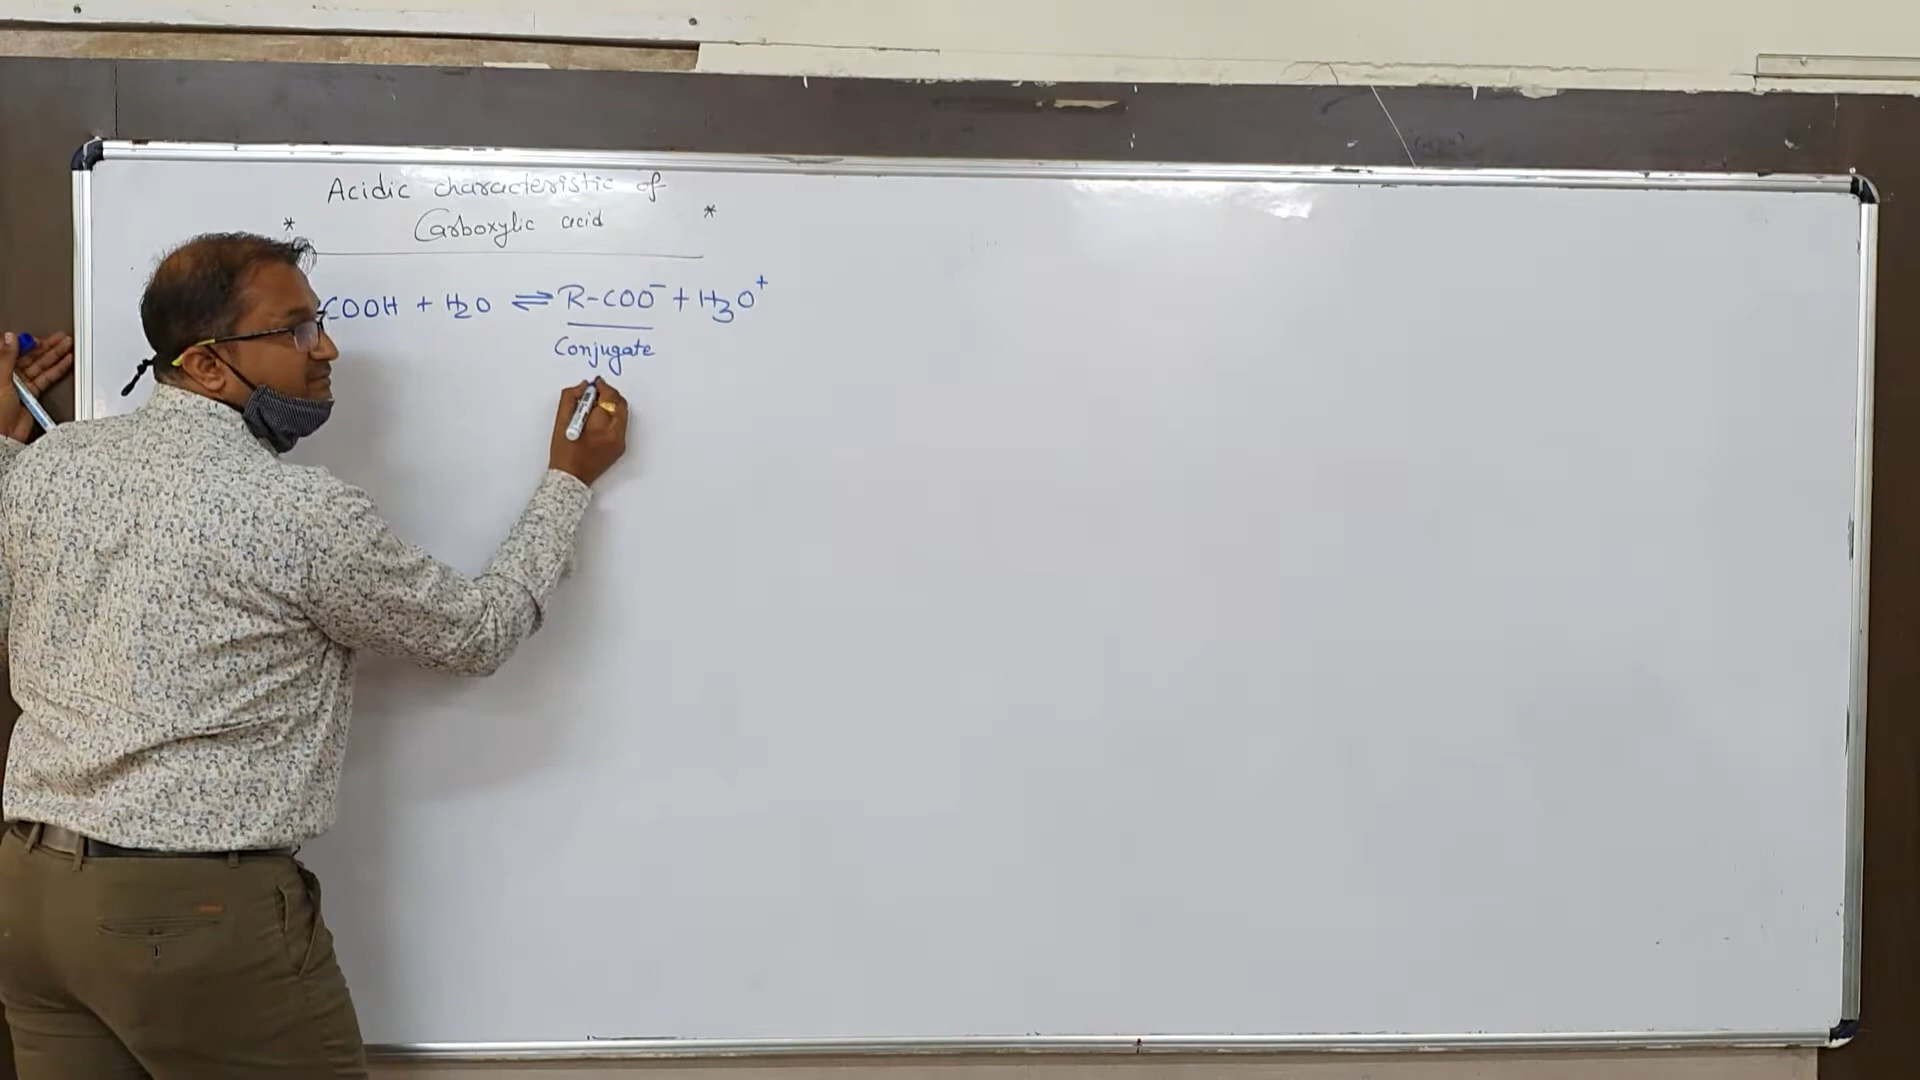 Acidic characteristic of
* Carboxylic acid *
COOH + H2O ⇌ R-COO⁻ + H3O⁺
Conjugate